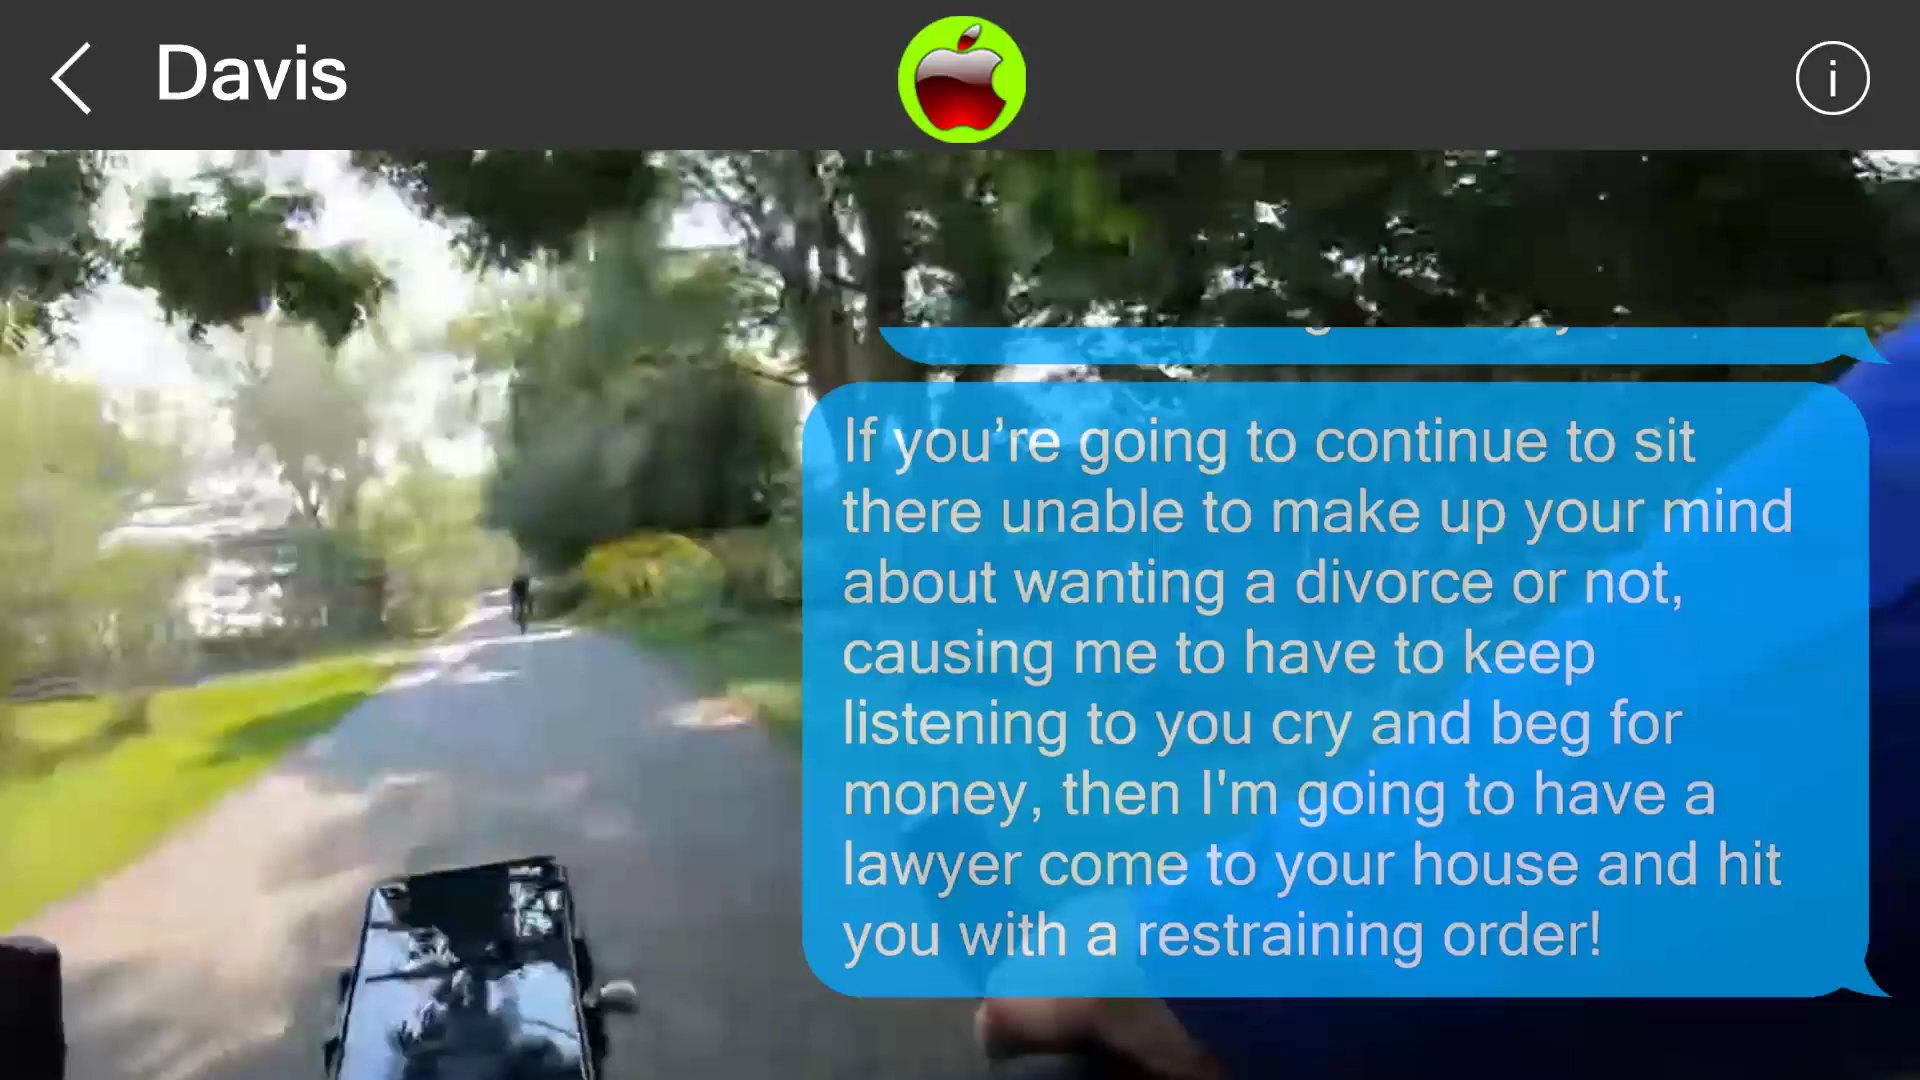 Davis
i
If you’re going to continue to sit
there unable to make up your mind
about wanting a divorce or not,
causing me to have to keep
listening to you cry and beg for
money, then I'm going to have a
lawyer come to your house and hit
you with a restraining order!